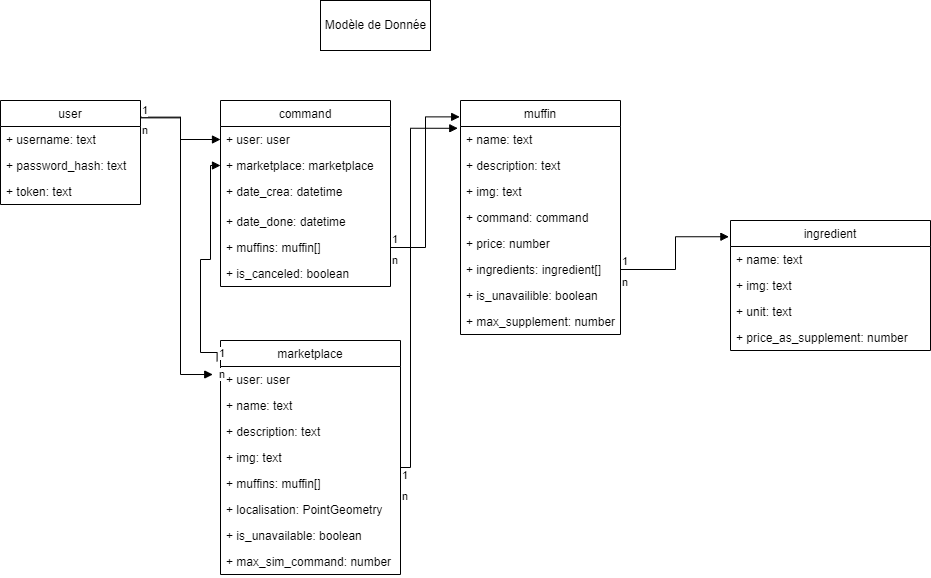 Modèle de Donnée
user
+ username: text
+ password_hash: text
+ token: text
1
n
command
+ user: user
+ marketplace: marketplace
+ date_crea: datetime
+ date_done: datetime
+ muffins: muffin[]
+ is_canceled: boolean
1
n
muffin
+ name: text
+ description: text
+ img: text
+ command: command
+ price: number
+ ingredients: ingredient[]
+ is_unavailible: boolean
+ max_supplement: number
1
n
ingredient
+ name: text
+ img: text
+ unit: text
+ price_as_supplement: number
marketplace
1
n
+ user: user
+ name: text
+ description: text
+ img: text
+ muffins: muffin[]
+ localisation: PointGeometry
+ is_unavailable: boolean
+ max_sim_command: number
1
n